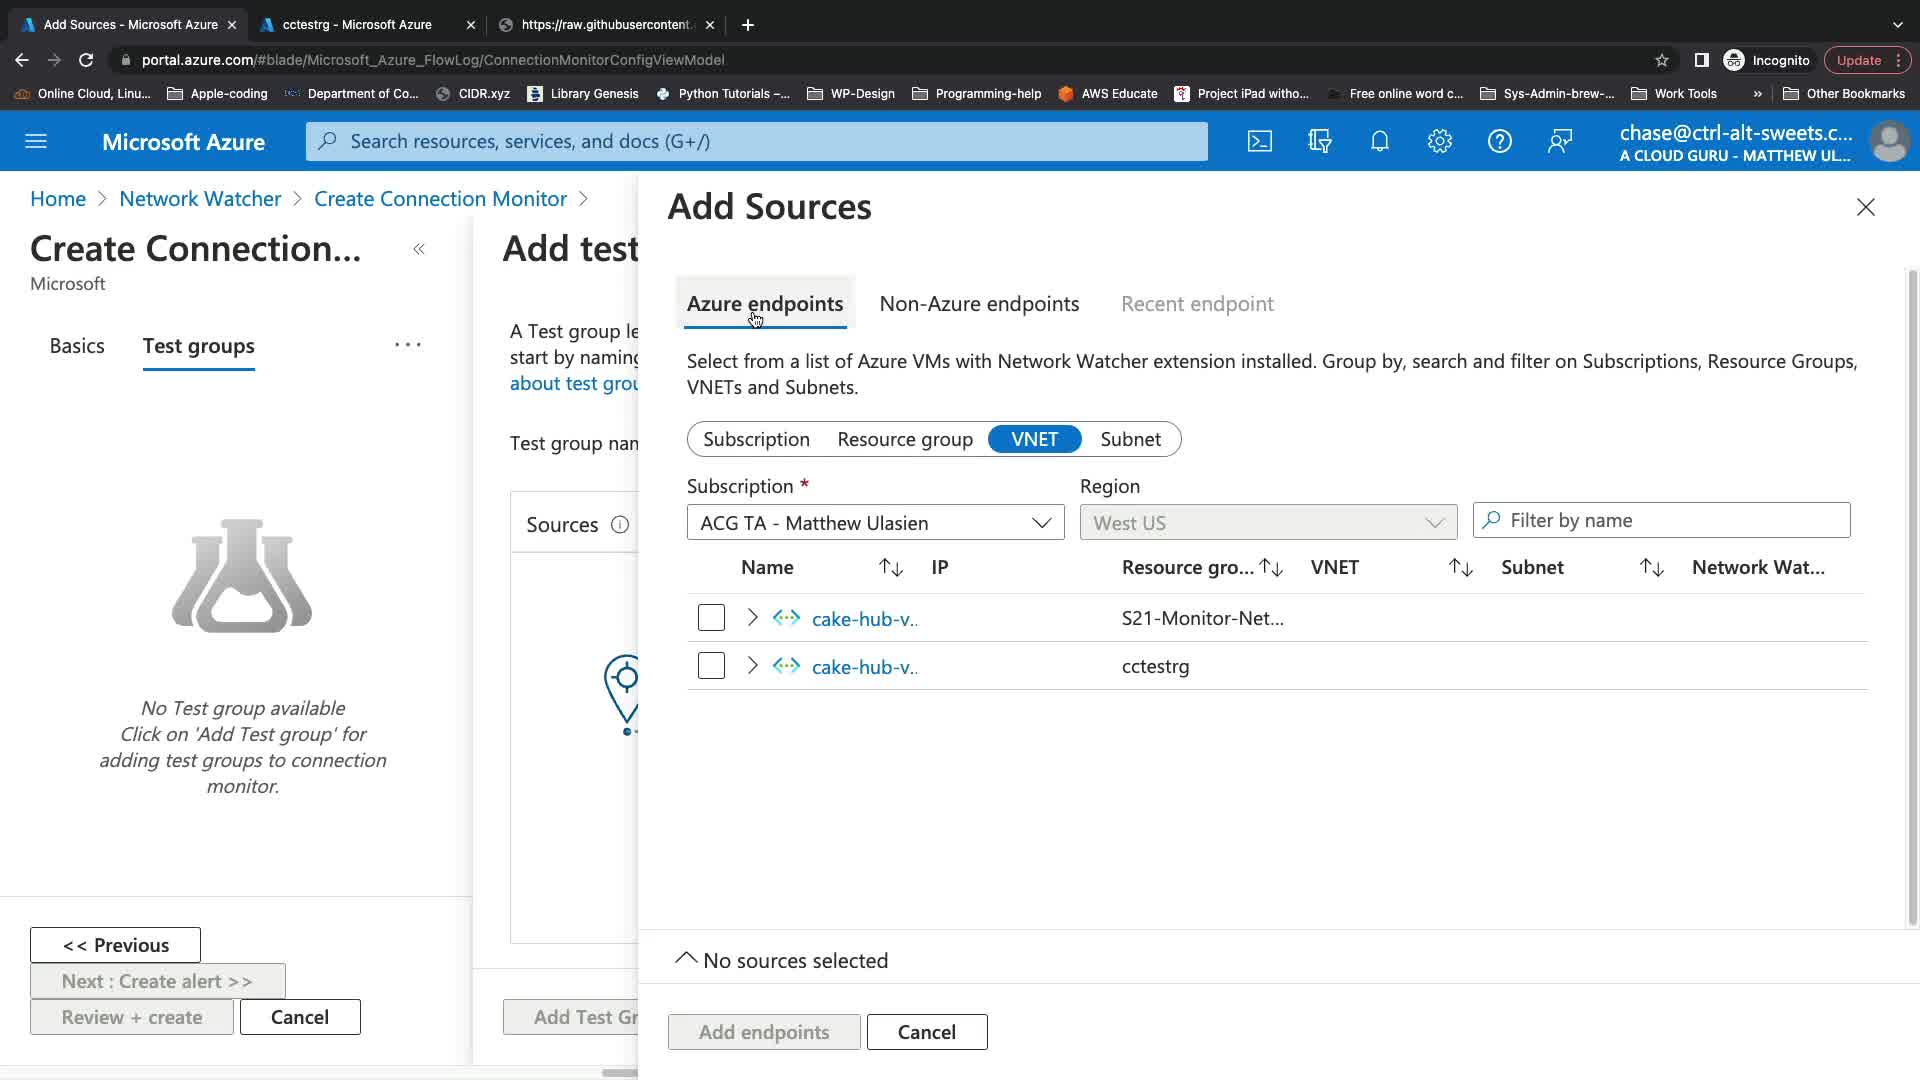 Add Sources - Microsoft Azure
cctestrg - Microsoft Azure
https://raw.githubusercontent.
portal.azure.com/#blade/Microsoft_Azure_FlowLog/ConnectionMonitorConfigViewModel
Incognito
Update
Online Cloud, Linu...
Apple-coding
Department of Co...
CIDR.xyz
Library Genesis
Python Tutorials –...
WP-Design
Programming-help
AWS Educate
Project iPad witho...
Free online word c...
Sys-Admin-brew-...
Work Tools
»
Other Bookmarks
Microsoft Azure
Search resources, services, and docs (G+/)
chase@ctrl-alt-sweets.c...
A CLOUD GURU - MATTHEW UL...
Home > Network Watcher > Create Connection Monitor >
Create Connection...
«
Microsoft
Basics
Test groups
...
No Test group available
Click on 'Add Test group' for
adding test groups to connection
monitor.
<< Previous
Next : Create alert >>
Review + create
Cancel
Add test
A Test group le
start by naming
about test grou
Test group nam
Sources
Add Test Gr
Add Sources
Azure endpoints
Non-Azure endpoints
Recent endpoint
Select from a list of Azure VMs with Network Watcher extension installed. Group by, search and filter on Subscriptions, Resource Groups,
VNETs and Subnets.
Subscription
Resource group
VNET
Subnet
Subscription *
Region
ACG TA - Matthew Ulasien
West US
Filter by name
Name
IP
Resource gro...
VNET
Subnet
Network Wat...
cake-hub-v..
S21-Monitor-Net...
cake-hub-v..
cctestrg
No sources selected
Add endpoints
Cancel